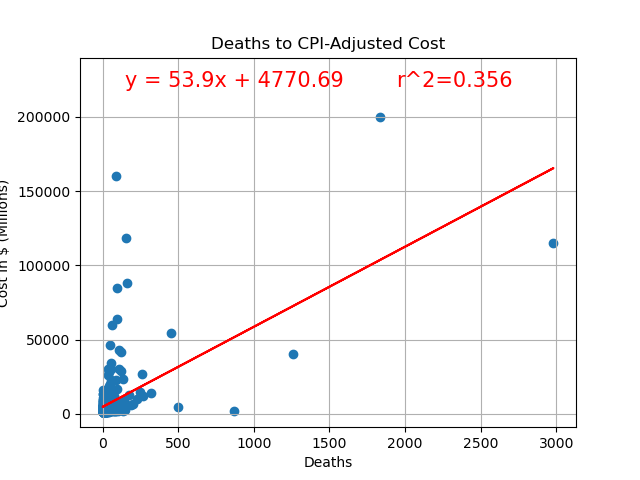 Deaths to CPI-Adjusted Cost
y = 53.9x + 4770.69 r^2=0.356
200000
150000
100000
50000
0
Cost in $ (Millions)
0 500 1000 1500 2000 2500 3000
Deaths